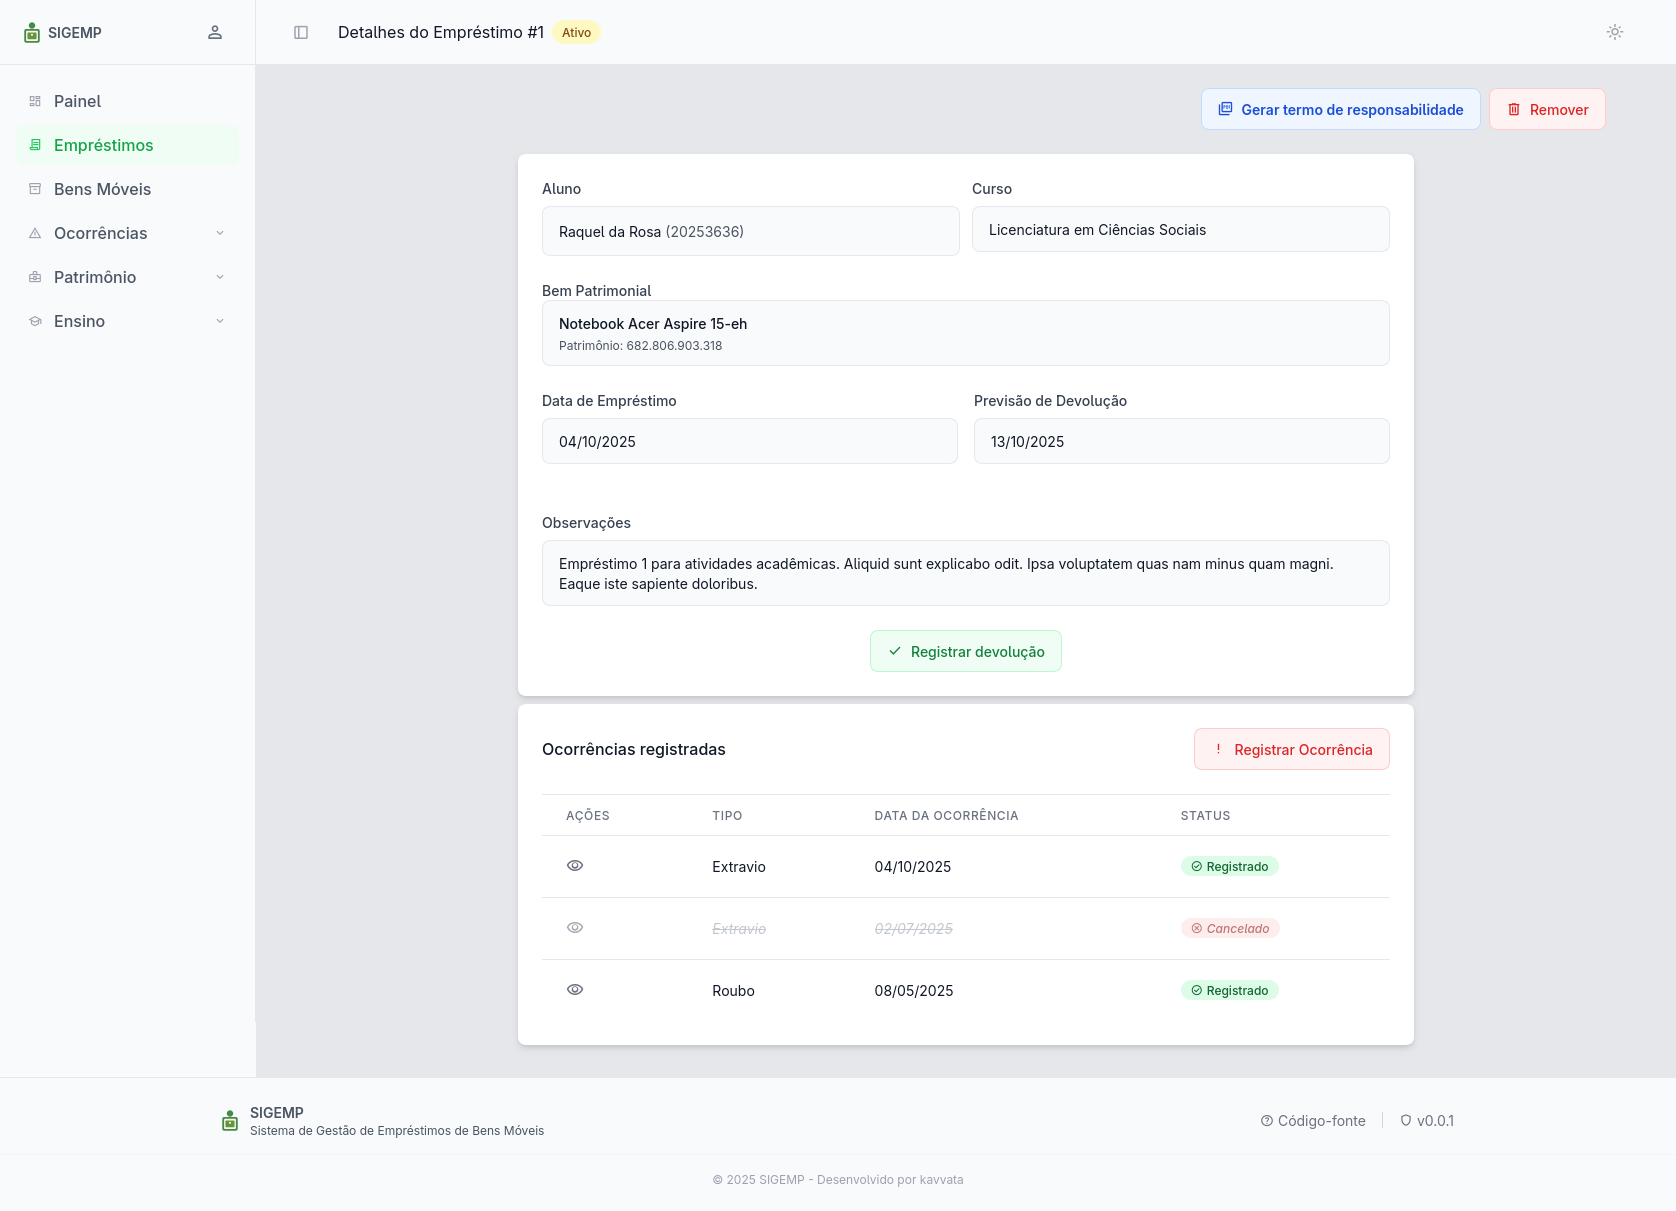 SIGEMP
Detalhes do Empréstimo #1
Ativo
Painel
Empréstimos
Bens Móveis
Ocorrências
Patrimônio
Ensino
Gerar termo de responsabilidade
Remover
Aluno
Curso
Raquel da Rosa (20253636)
Licenciatura em Ciências Sociais
Bem Patrimonial
Notebook Acer Aspire 15-eh
Patrimônio: 682.806.903.318
Data de Empréstimo
Previsão de Devolução
04/10/2025
13/10/2025
Observações
Empréstimo 1 para atividades acadêmicas. Aliquid sunt explicabo odit. Ipsa voluptatem quas nam minus quam magni.
Eaque iste sapiente doloribus.
Registrar devolução
Ocorrências registradas
Registrar Ocorrência
AÇÕES TIPO DATA DA OCORRÊNCIA STATUS
Extravio 04/10/2025 Registrado
Extravio 02/07/2025 Cancelado
Roubo 08/05/2025 Registrado
SIGEMP
Sistema de Gestão de Empréstimos de Bens Móveis
Código-fonte
v0.0.1
© 2025 SIGEMP - Desenvolvido por kavvata